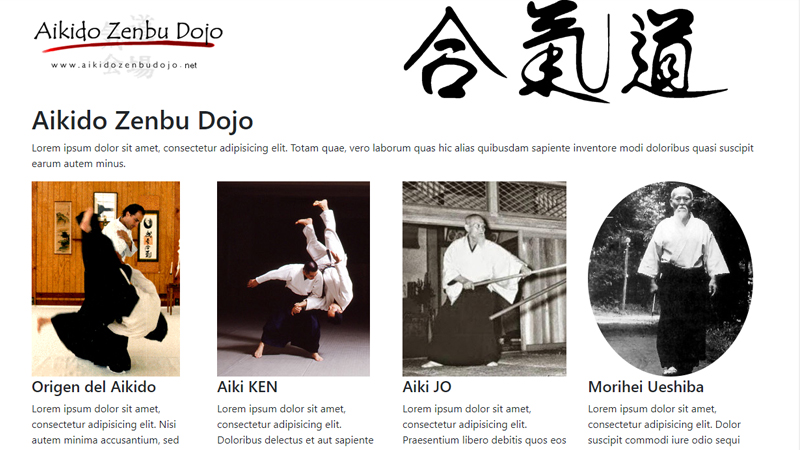 Aikido Zenbu Dojo
www.aikidozenbudojo.net
合氣道
Aikido Zenbu Dojo
Lorem ipsum dolor sit amet, consectetur adipisicing elit. Totam quae, vero laborum quas hic alias quibusdam sapiente inventore modi doloribus quasi suscipit
earum autem minus.
Origen del Aikido
Lorem ipsum dolor sit amet,
consectetur adipisicing elit. Nisi
autem minima accusantium, sed
Aiki KEN
Lorem ipsum dolor sit amet,
consectetur adipisicing elit.
Doloribus delectus et aut sapiente
Aiki JO
Lorem ipsum dolor sit amet,
consectetur adipisicing elit.
Praesentium libero debitis quos eos
Morihei Ueshiba
Lorem ipsum dolor sit amet,
consectetur adipisicing elit. Dolor
suscipit commodi iure odio sequi